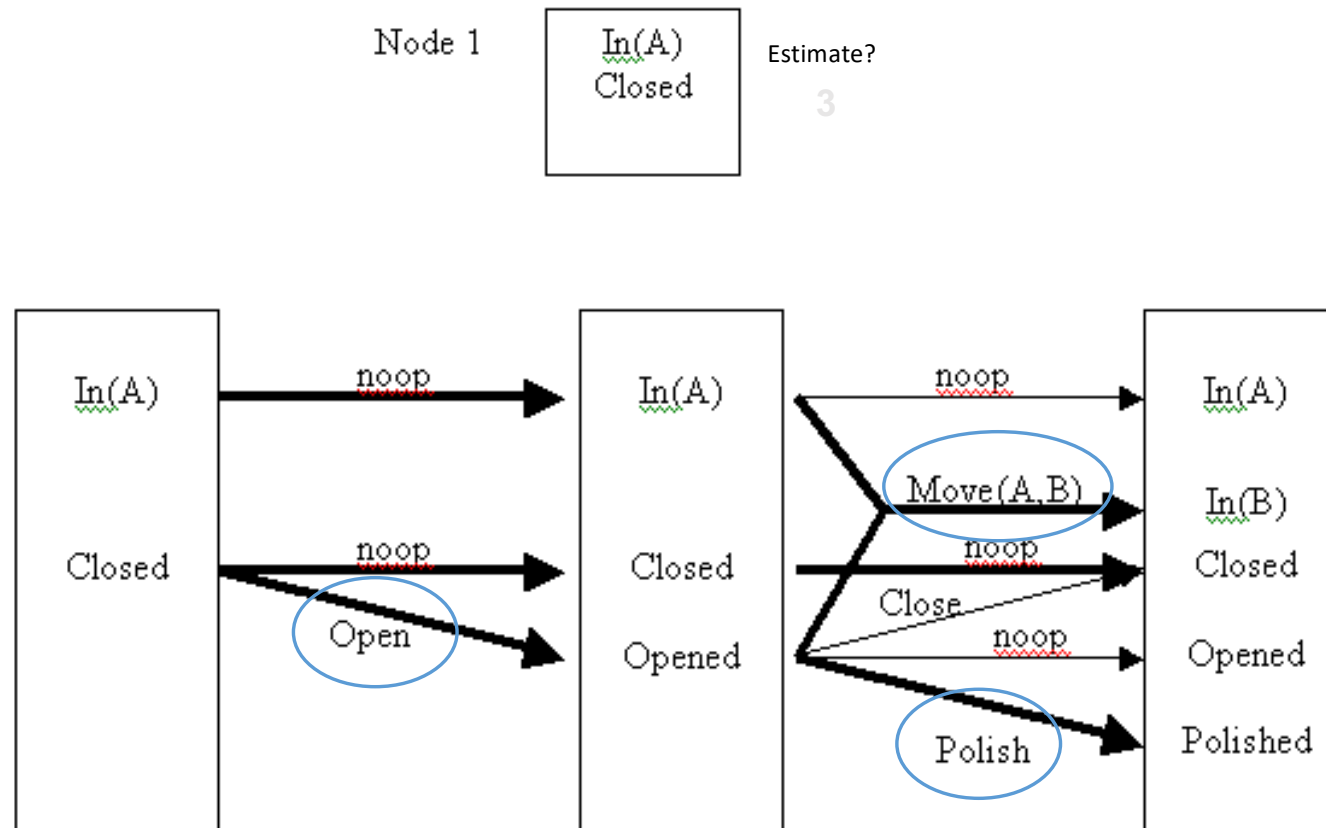 Node 1
In(A)
Closed
Estimate?
3
In(A)
noop
In(A)
noop
In(A)
Move(A,B)
In(B)
Closed
noop
Closed
noop
Closed
Close
Open
Opened
noop
Opened
Polish
Polished